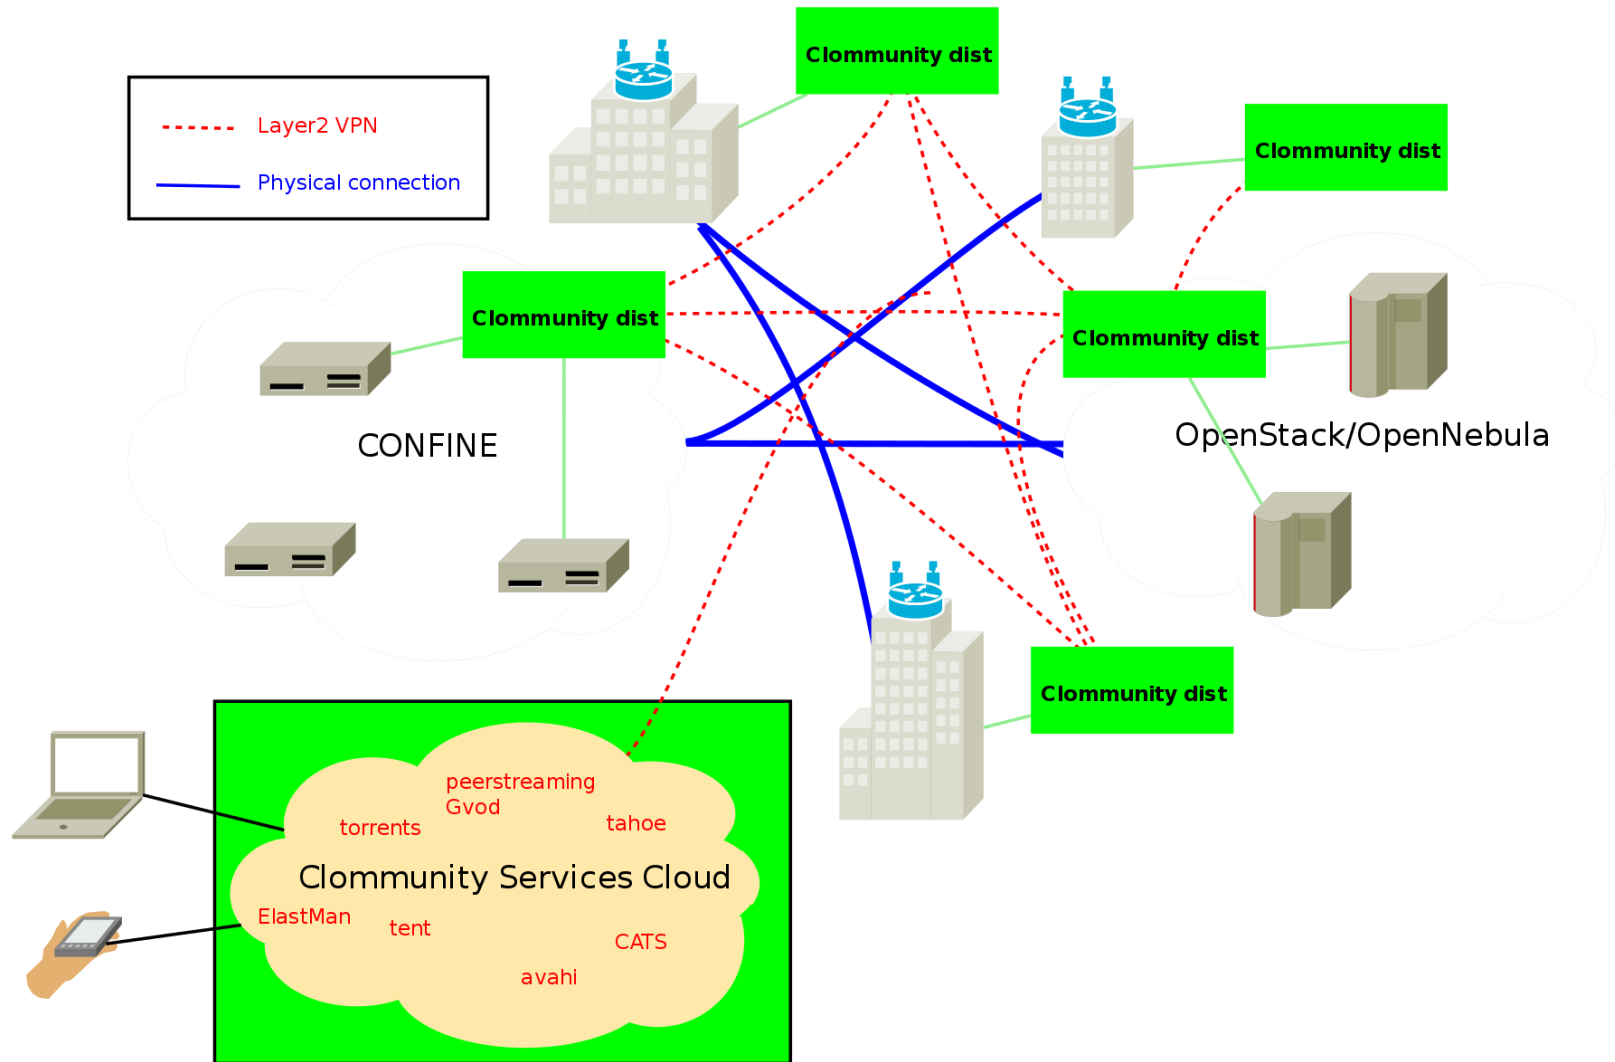 Clommunity dist
Layer2 VPN
Physical connection
Clommunity dist
Clommunity dist
Clommunity dist
CONFINE
OpenStack/OpenNebula
Clommunity dist
peerstreaming
Gvod
torrents
tahoe
Clommunity Services Cloud
ElastMan
tent
CATS
avahi